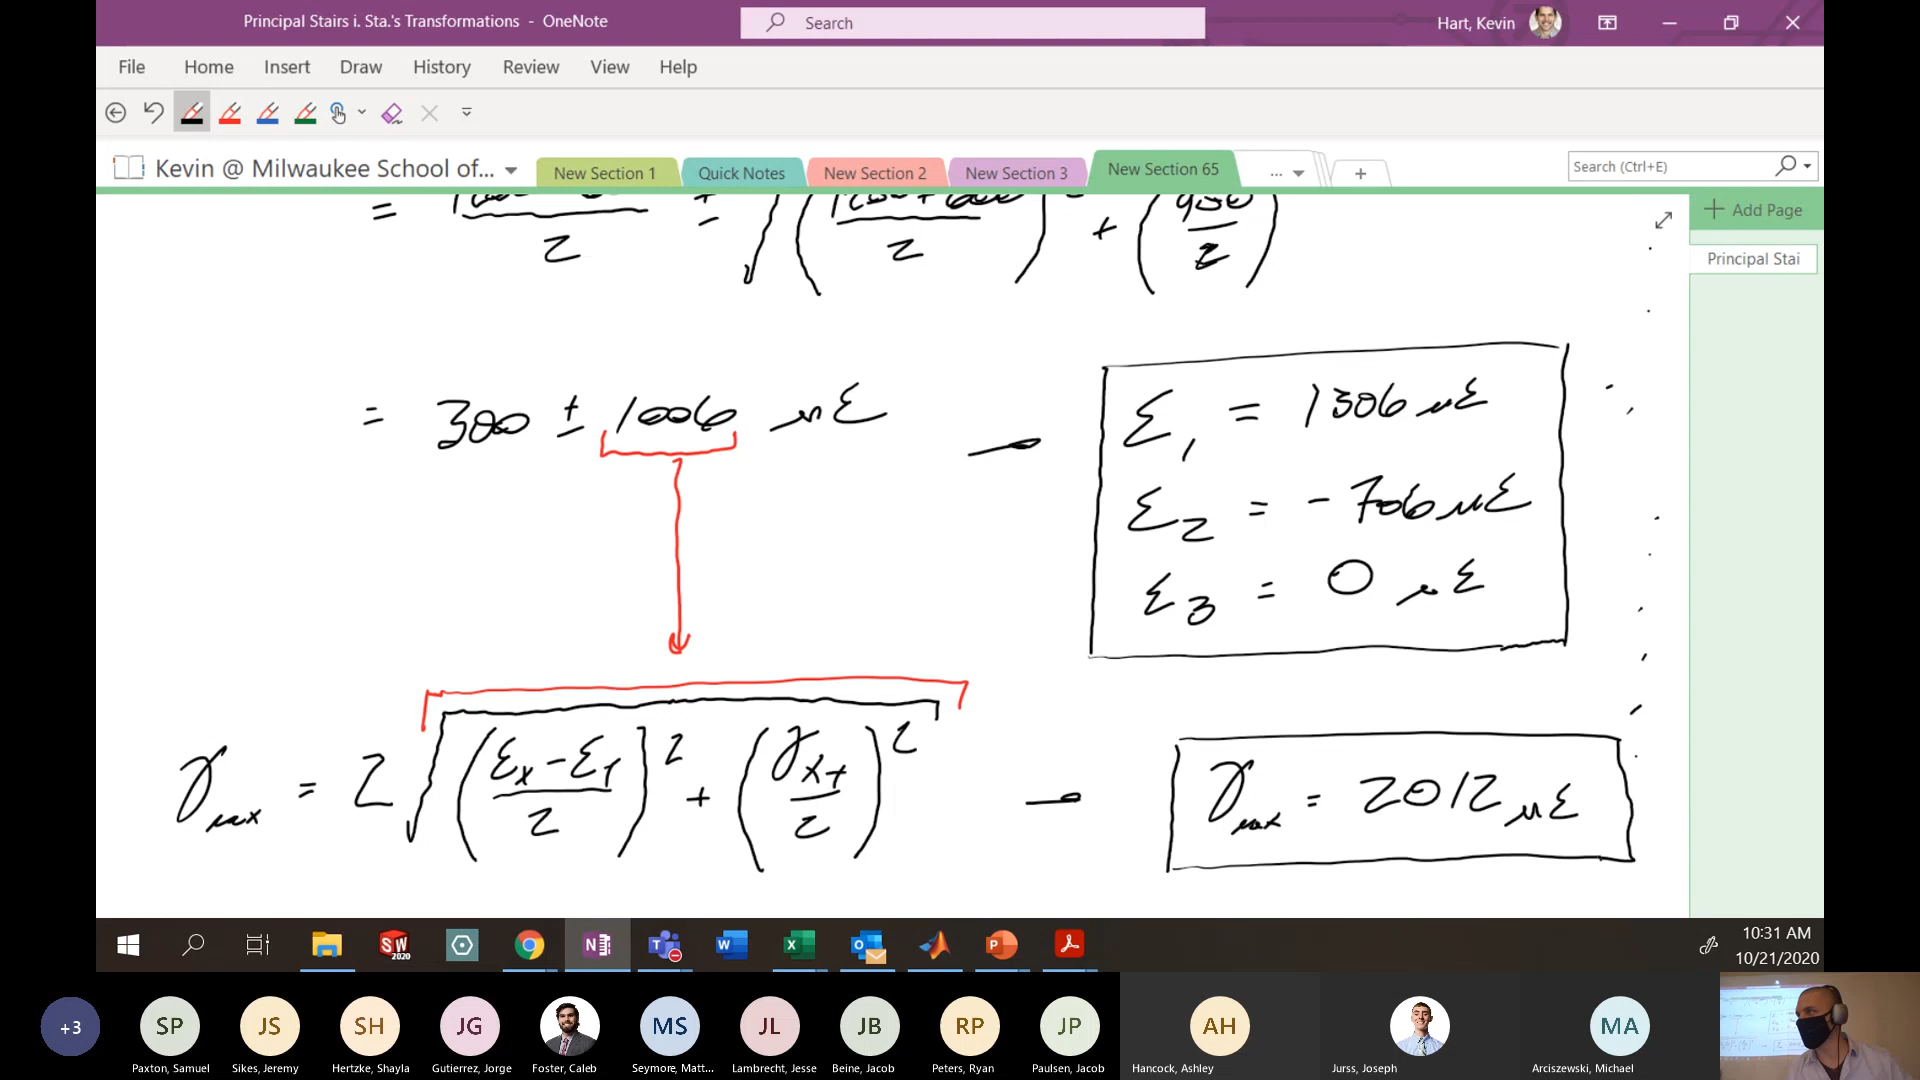 Principal Stairs i. Sta.'s Transformations - OneNote
Search
Hart, Kevin
File Home Insert Draw History Review View Help
Kevin @ Milwaukee School of...
New Section 1 Quick Notes New Section 2 New Section 3 New Section 65 ...
Search (Ctrl+E)
Add Page
Principal Stai
= 300 ± 1006 με
ε1 = 1306 με
ε2 = -706 με
ε3 = 0 με
γmax = 2 √((εx - εy)/2)² + (γxy/2)²
γmax = 2012 με
SW 2020
10:31 AM
10/21/2020
+3
SP JS SH JG MS JL JB RP JP AH MA
Paxton, Samuel
Sikes, Jeremy
Hertzke, Shayla
Gutierrez, Jorge
Foster, Caleb
Seymore, Matt...
Lambrecht, Jesse
Beine, Jacob
Peters, Ryan
Paulsen, Jacob
Hancock, Ashley
Jurss, Joseph
Arciszewski, Michael